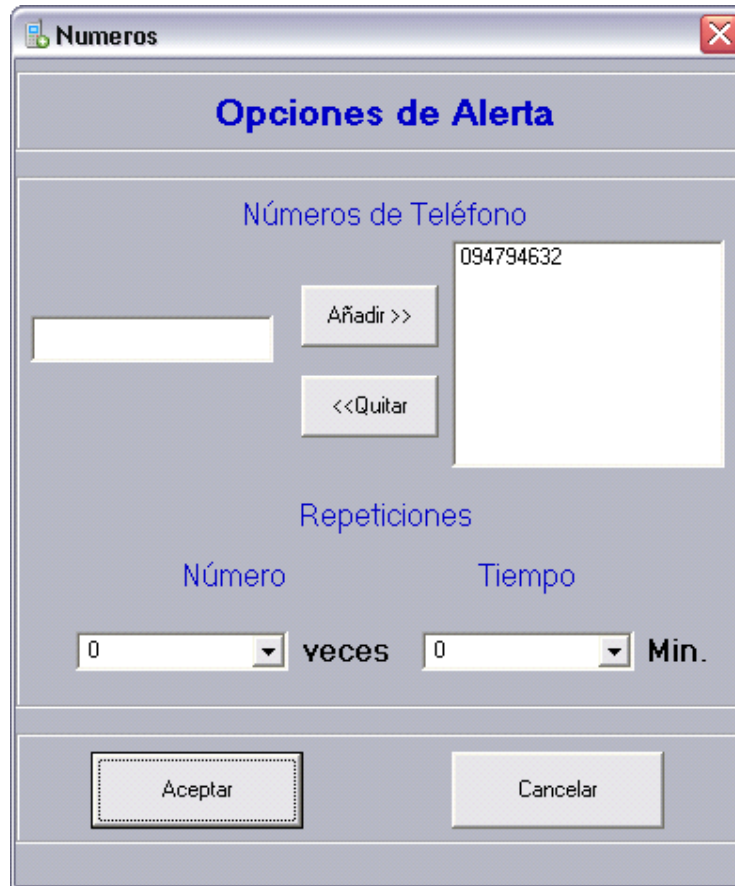 Numeros
Opciones de Alerta
Números de Teléfono
094794632
Añadir >>
<<Quitar
Repeticiones
Número Tiempo
0 veces 0 Min.
Aceptar Cancelar